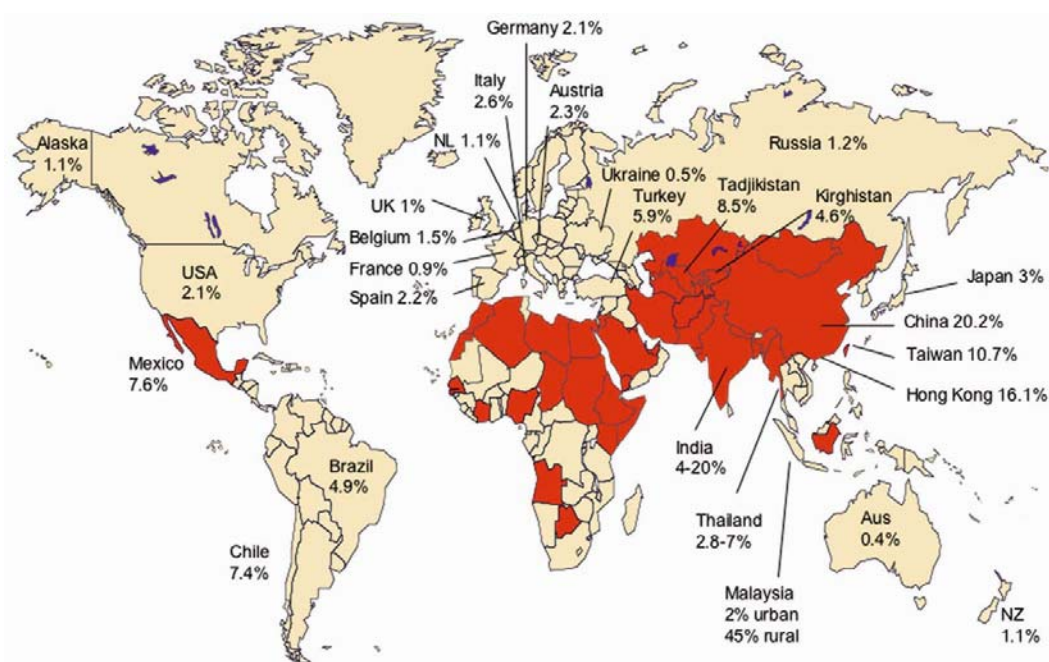 Germany 2.1%
Italy
2.6%
Austria
2.3%
NL 1.1%
Alaska
1.1%
Russia 1.2%
Ukraine 0.5%
Turkey
5.9%
Tadjikistan
8.5%
Kirghistan
4.6%
UK 1%
Belgium 1.5%
France 0.9%
Spain 2.2%
USA
2.1%
Japan 3%
China 20.2%
Taiwan 10.7%
Hong Kong 16.1%
Mexico
7.6%
India
4-20%
Brazil
4.9%
Thailand
2.8-7%
Aus
0.4%
Chile
7.4%
Malaysia
2% urban
45% rural
NZ
1.1%